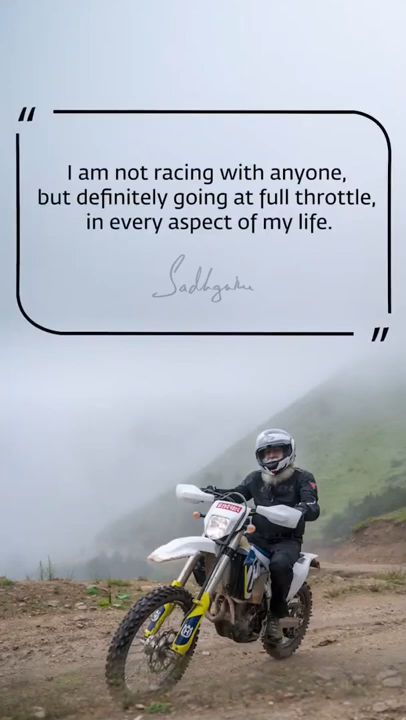 “
I am not racing with anyone,
but definitely going at full throttle,
in every aspect of my life.
Sadhguru
”